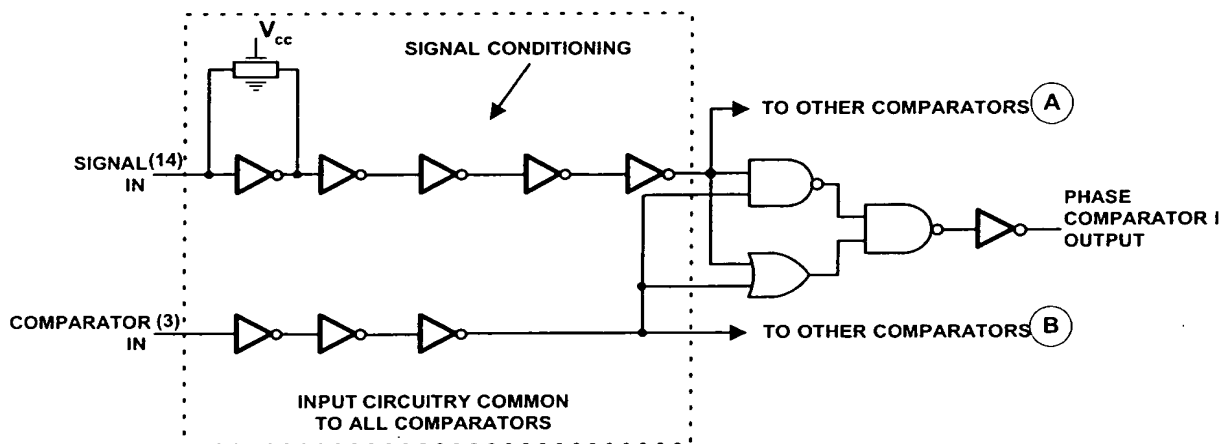 Vcc
SIGNAL CONDITIONING
TO OTHER COMPARATORS A
SIGNAL (14)
IN
PHASE
COMPARATOR I
OUTPUT
COMPARATOR (3)
IN
TO OTHER COMPARATORS B
INPUT CIRCUITRY COMMON
TO ALL COMPARATORS